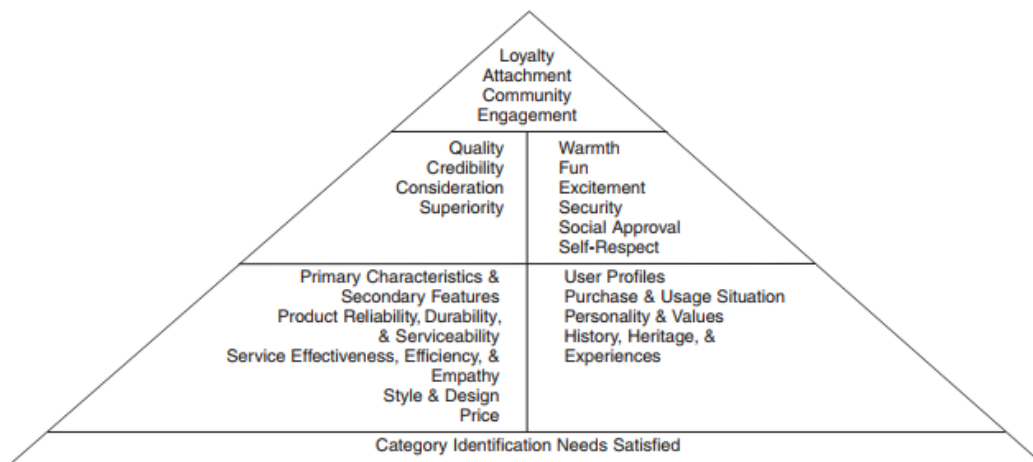 Loyalty
Attachment
Community
Engagement
Quality
Credibility
Consideration
Superiority
Warmth
Fun
Excitement
Security
Social Approval
Self-Respect
Primary Characteristics &
Secondary Features
Product Reliability, Durability,
& Serviceability
Service Effectiveness, Efficiency, &
Empathy
Style & Design
Price
User Profiles
Purchase & Usage Situation
Personality & Values
History, Heritage, &
Experiences
Category Identification Needs Satisfied